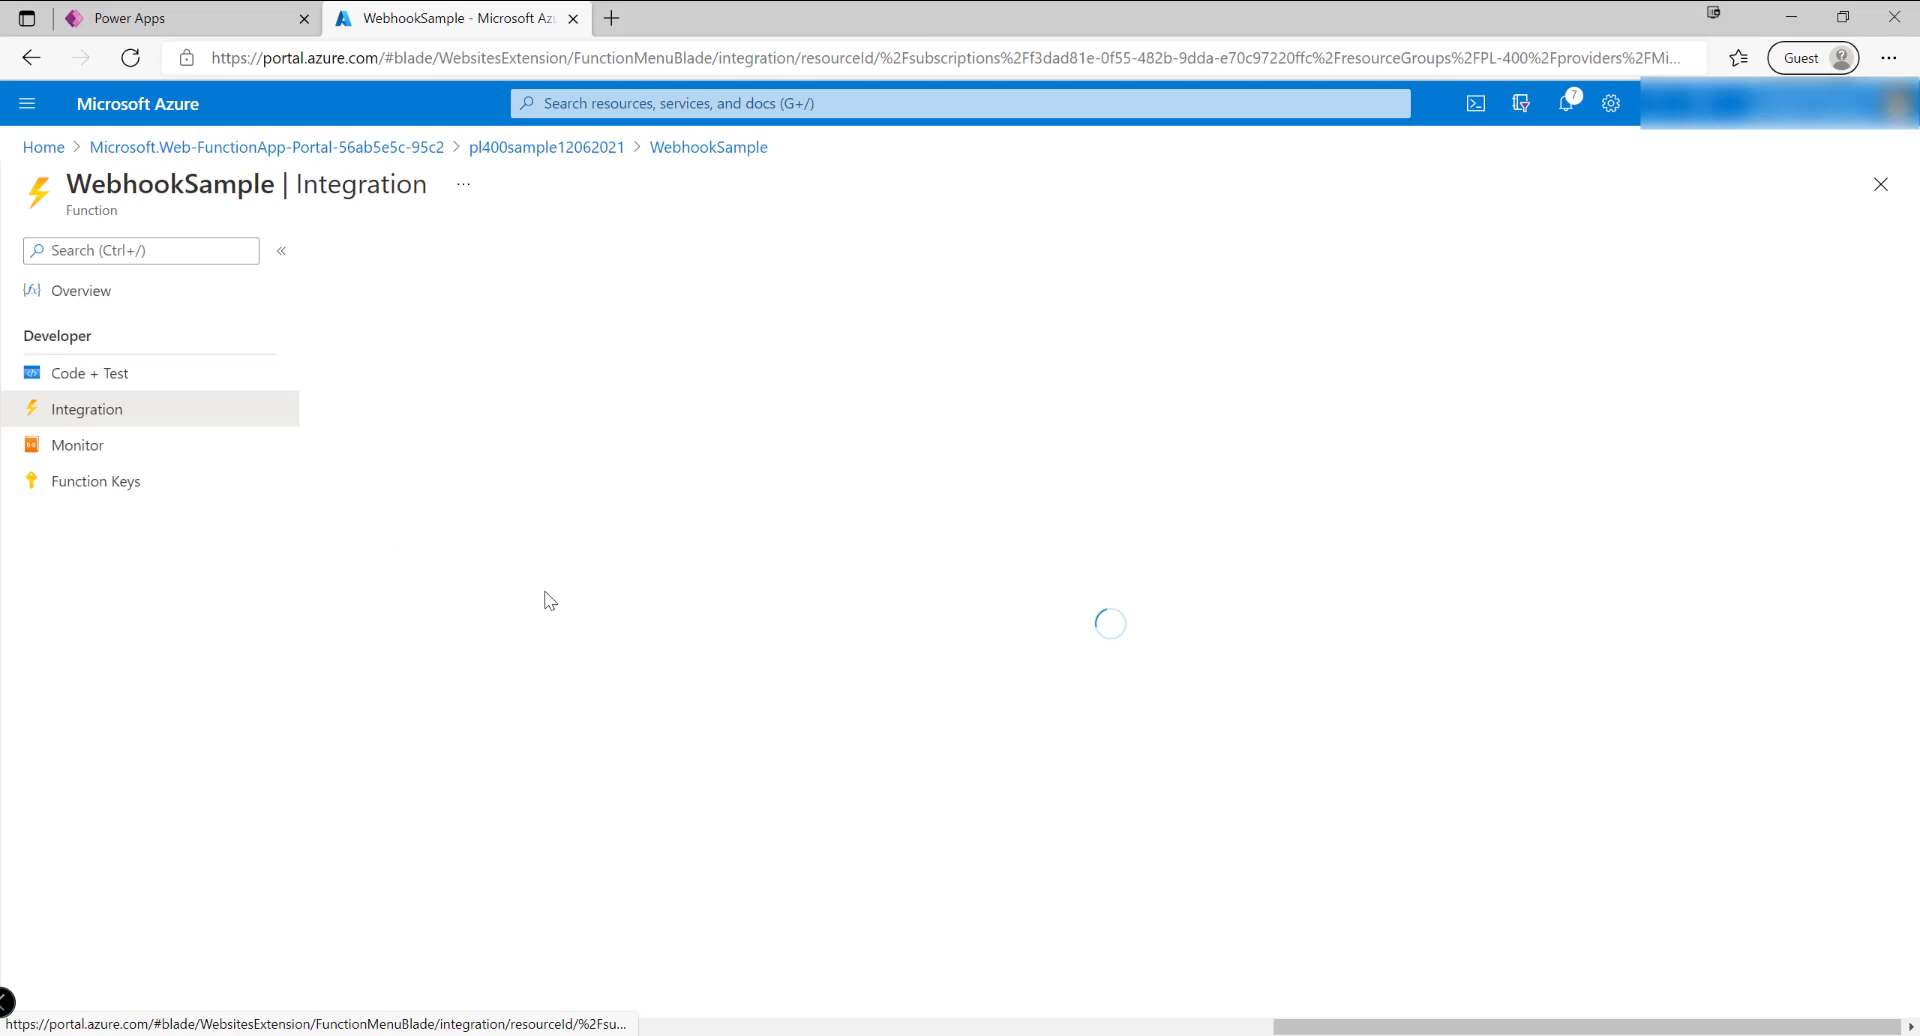 Power Apps
WebhookSample - Microsoft Az
https://portal.azure.com/#blade/WebsitesExtension/FunctionMenuBlade/integration/resourceId/%2Fsubscriptions%2Ff3dad81e-0f55-482b-9dda-e70c97220ffc%2FresourceGroups%2FPL-400%2Fproviders%2FMi...
Guest
Microsoft Azure
Search resources, services, and docs (G+/)
7
Home > Microsoft.Web-FunctionApp-Portal-56ab5e5c-95c2 > pl400sample12062021 > WebhookSample
WebhookSample | Integration ...
Function
Search (Ctrl+/)
«
Overview
Developer
Code + Test
Integration
Monitor
Function Keys
https://portal.azure.com/#blade/WebsitesExtension/FunctionMenuBlade/integration/resourceId/%2Fsu...